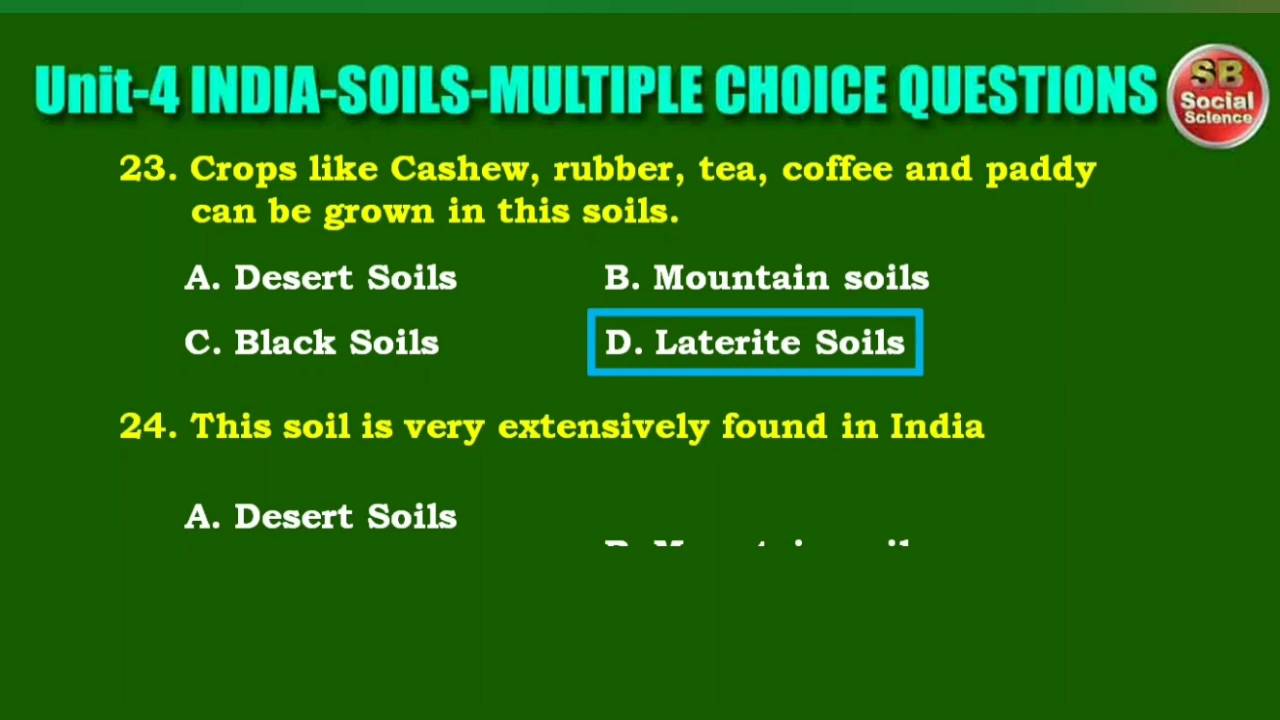 Unit-4 INDIA-SOILS-MULTIPLE CHOICE QUESTIONS
SB
Social
Science
23. Crops like Cashew, rubber, tea, coffee and paddy
can be grown in this soils.
A. Desert Soils
B. Mountain soils
C. Black Soils
D. Laterite Soils
24. This soil is very extensively found in India
A. Desert Soils